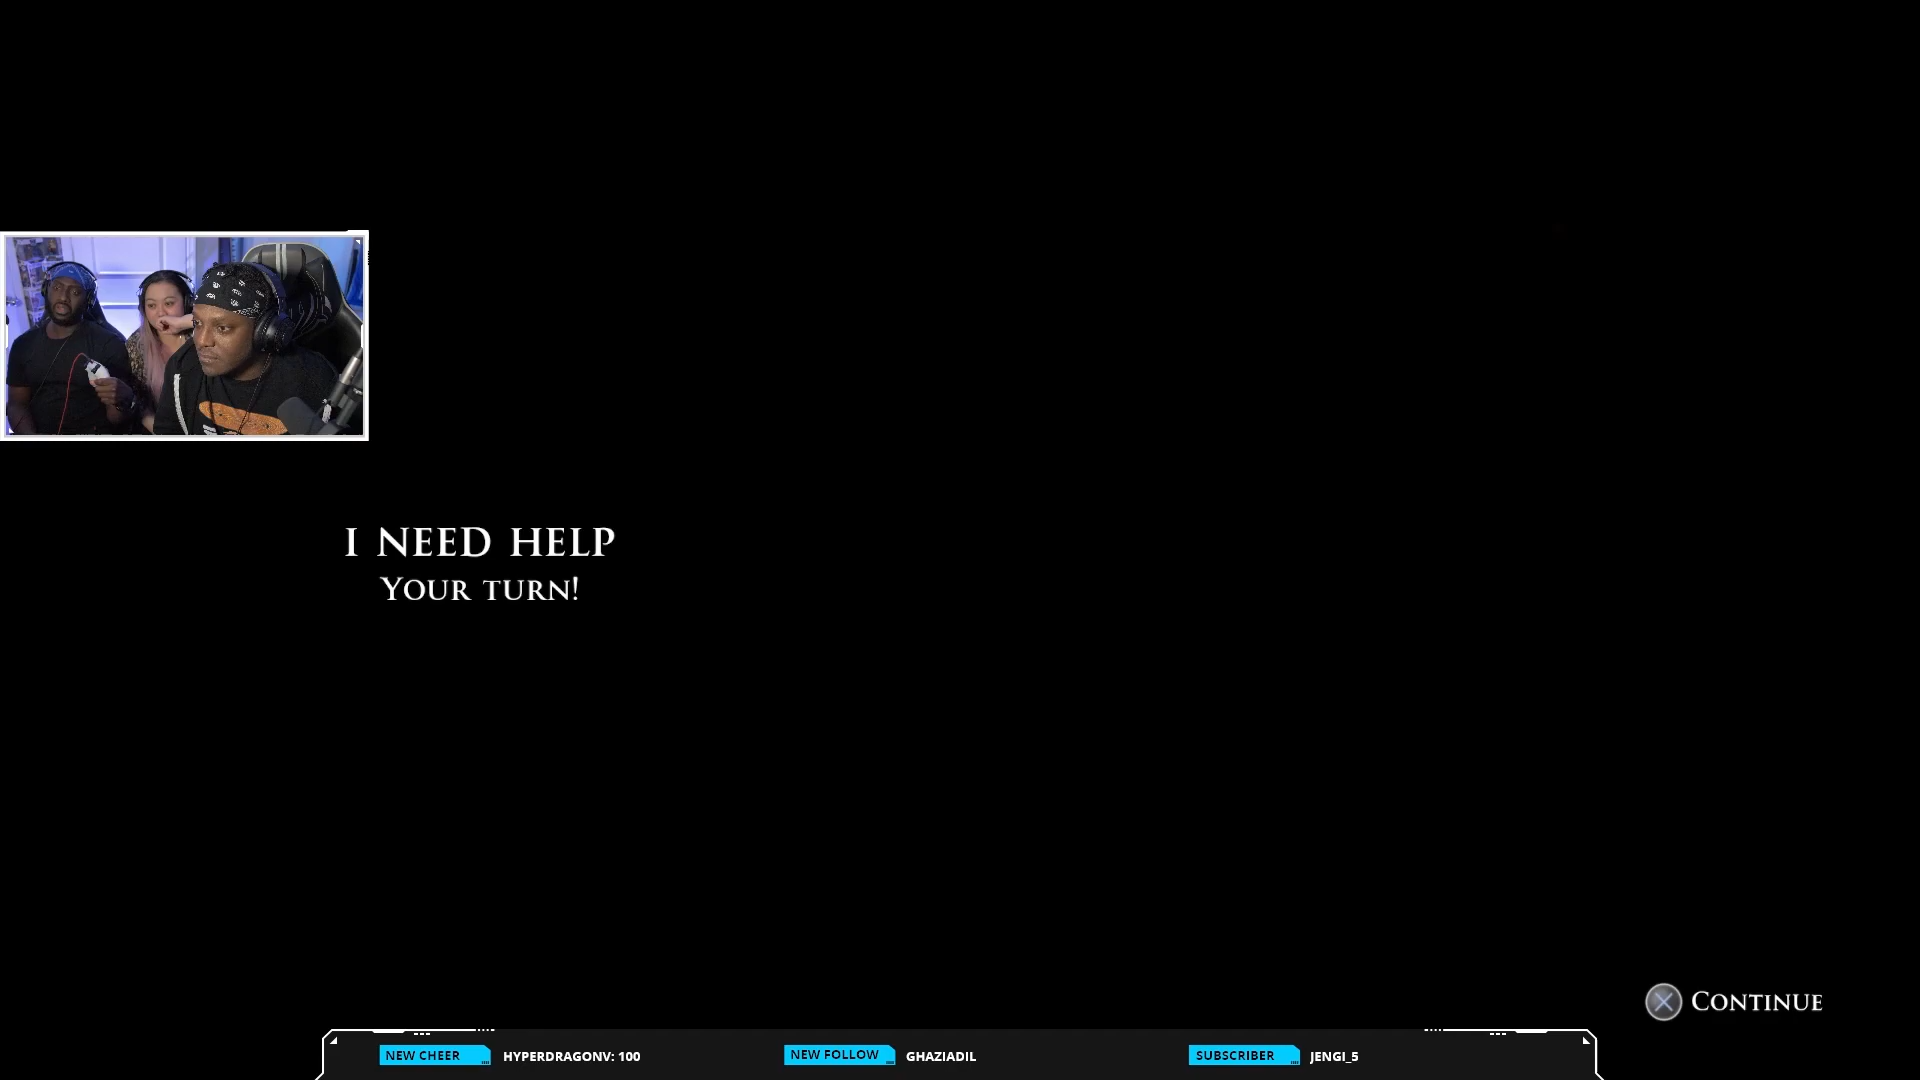 I NEED HELP
YOUR TURN!
CONTINUE
NEW CHEER HYPERDRAGONV: 100 NEW FOLLOW GHAZIADIL SUBSCRIBER JENGI_5